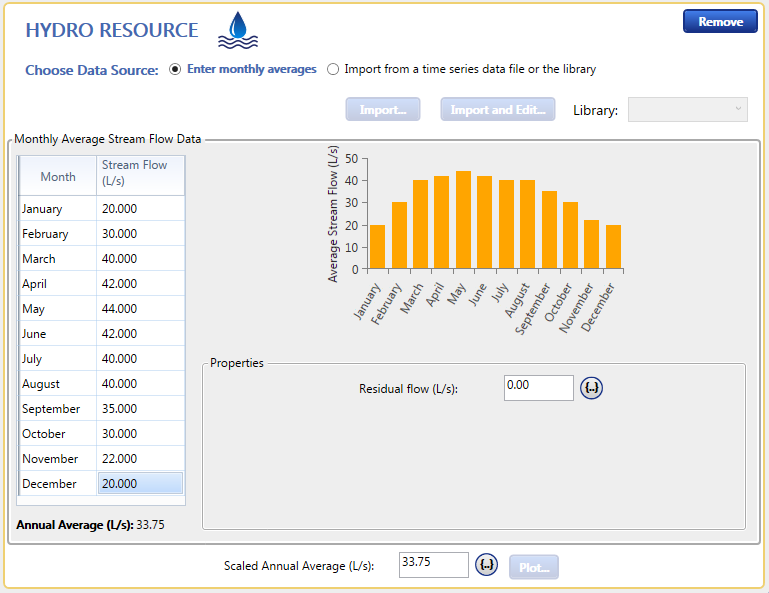 HYDRO RESOURCE
Remove
Choose Data Source: Enter monthly averages Import from a time series data file or the library
Import... Import and Edit... Library:
Monthly Average Stream Flow Data
Month Stream Flow (L/s)
January 20.000
February 30.000
March 40.000
April 42.000
May 44.000
June 42.000
July 40.000
August 40.000
September 35.000
October 30.000
November 22.000
December 20.000
Annual Average (L/s): 33.75
Average Stream Flow (L/s)
50
40
30
20
10
0
January February March April May June July August September October November December
Properties
Residual flow (L/s): 0.00 {..}
Scaled Annual Average (L/s): 33.75 {..} Plot...